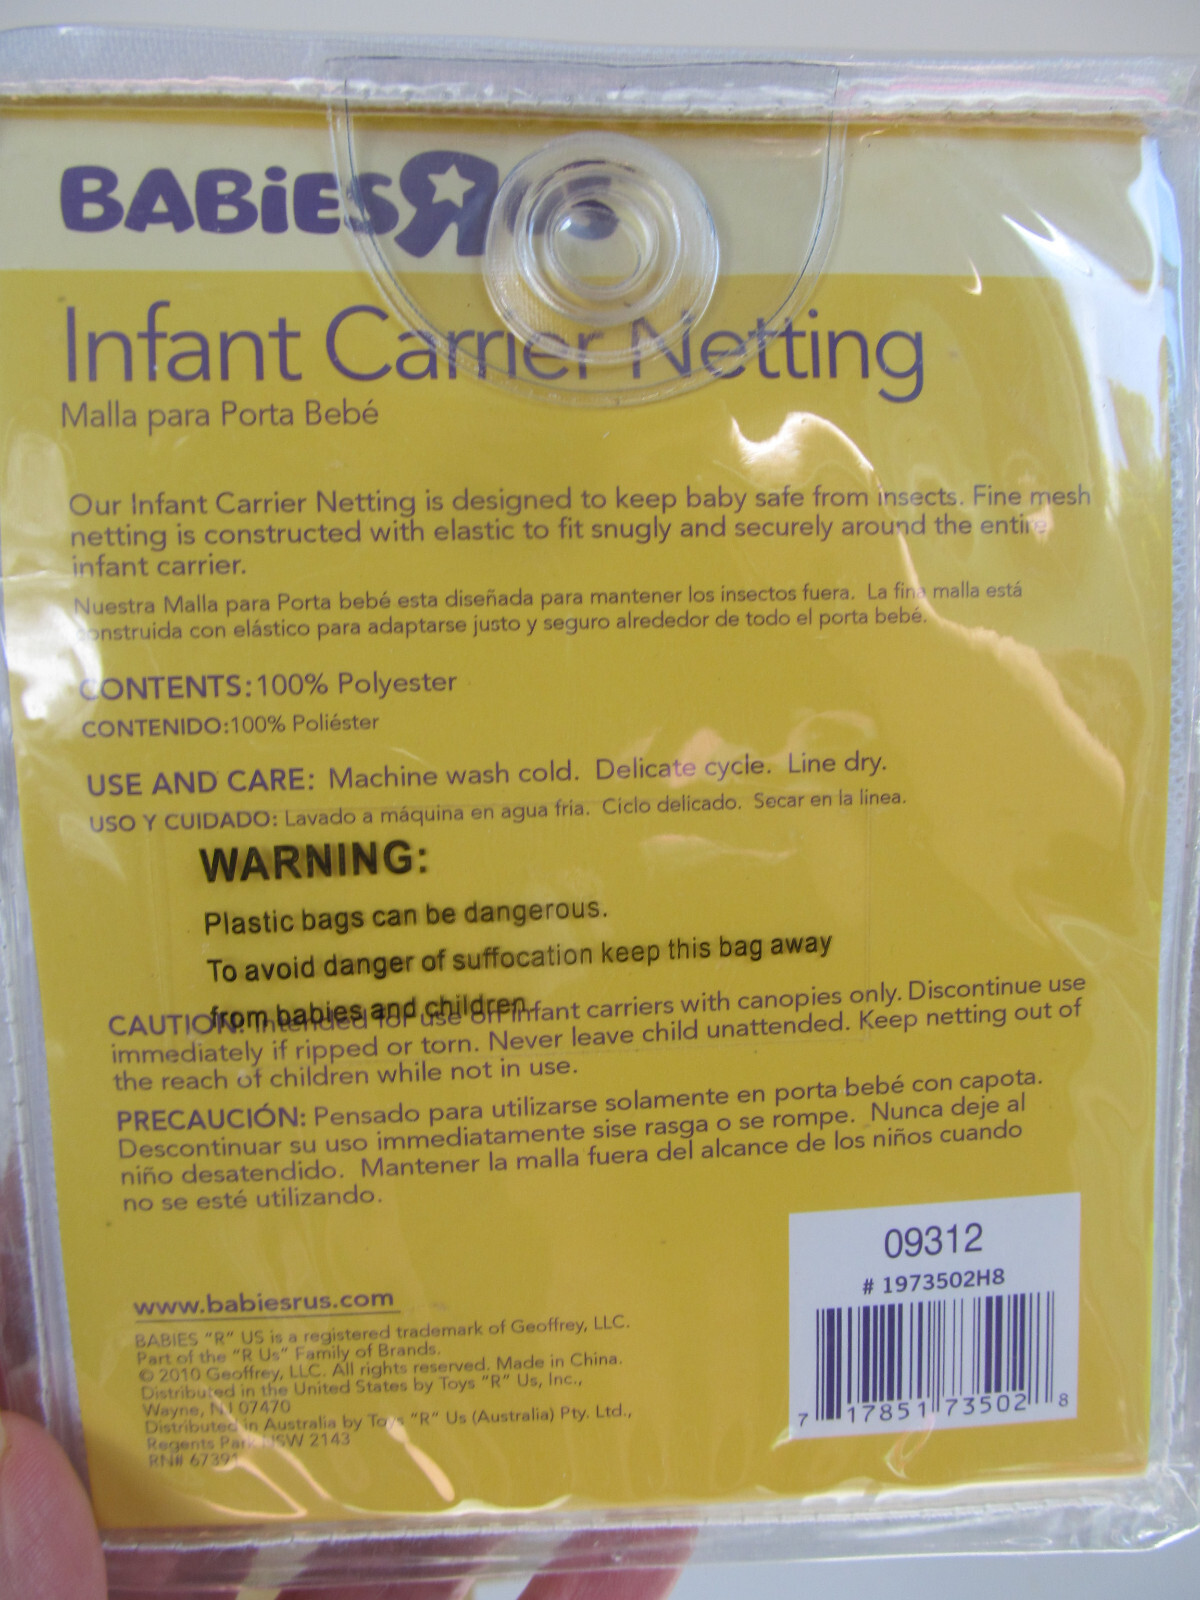 BABiES R US
Infant Carrier Netting
Malla para Porta Bebé
Our Infant Carrier Netting is designed to keep baby safe from insects. Fine mesh
netting is constructed with elastic to fit snugly and securely around the entire
infant carrier.
Nuestra Malla para Porta bebé esta diseñada para mantener los insectos fuera. La fina malla está
construida con elástico para adaptarse justo y seguro alrededor de todo el porta bebé.
CONTENTS: 100% Polyester
CONTENIDO: 100% Poliéster
USE AND CARE: Machine wash cold. Delicate cycle. Line dry.
USO Y CUIDADO: Lavado a máquina en agua fria. Ciclo delicado. Secar en la linea.
WARNING:
Plastic bags can be dangerous.
To avoid danger of suffocation keep this bag away
from babies and children.
CAUTION: Intended for use on infant carriers with canopies only. Discontinue use
immediately if ripped or torn. Never leave child unattended. Keep netting out of
the reach of children while not in use.
PRECAUCIÓN: Pensado para utilizarse solamente en porta bebé con capota.
Descontinuar su uso immediatamente sise rasga o se rompe. Nunca deje al
niño desatendido. Mantener la malla fuera del alcance de los niños cuando
no se esté utilizando.
www.babiesrus.com
BABIES "R" US is a registered trademark of Geoffrey, LLC.
Part of the "R Us" Family of Brands.
© 2010 Geoffrey, LLC. All rights reserved. Made in China.
Distributed in the United States by Toys "R" Us, Inc.,
Wayne, NJ 07470
Distributed in Australia by Toys "R" Us (Australia) Pty. Ltd.,
Regents Park NSW 2143
RN# 67391
09312
# 1973502H8
7 17851 73502 8